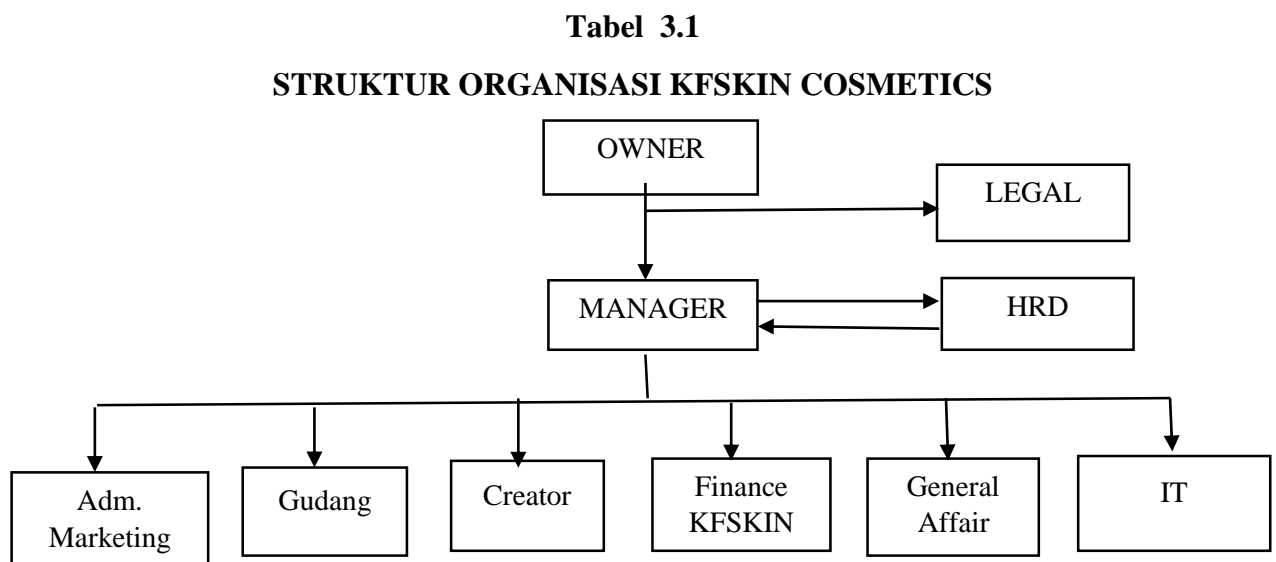 Tabel 3.1
STRUKTUR ORGANISASI KFSKIN COSMETICS
OWNER
LEGAL
MANAGER
HRD
Adm.
Marketing
Gudang
Creator
Finance
KFSKIN
General
Affair
IT